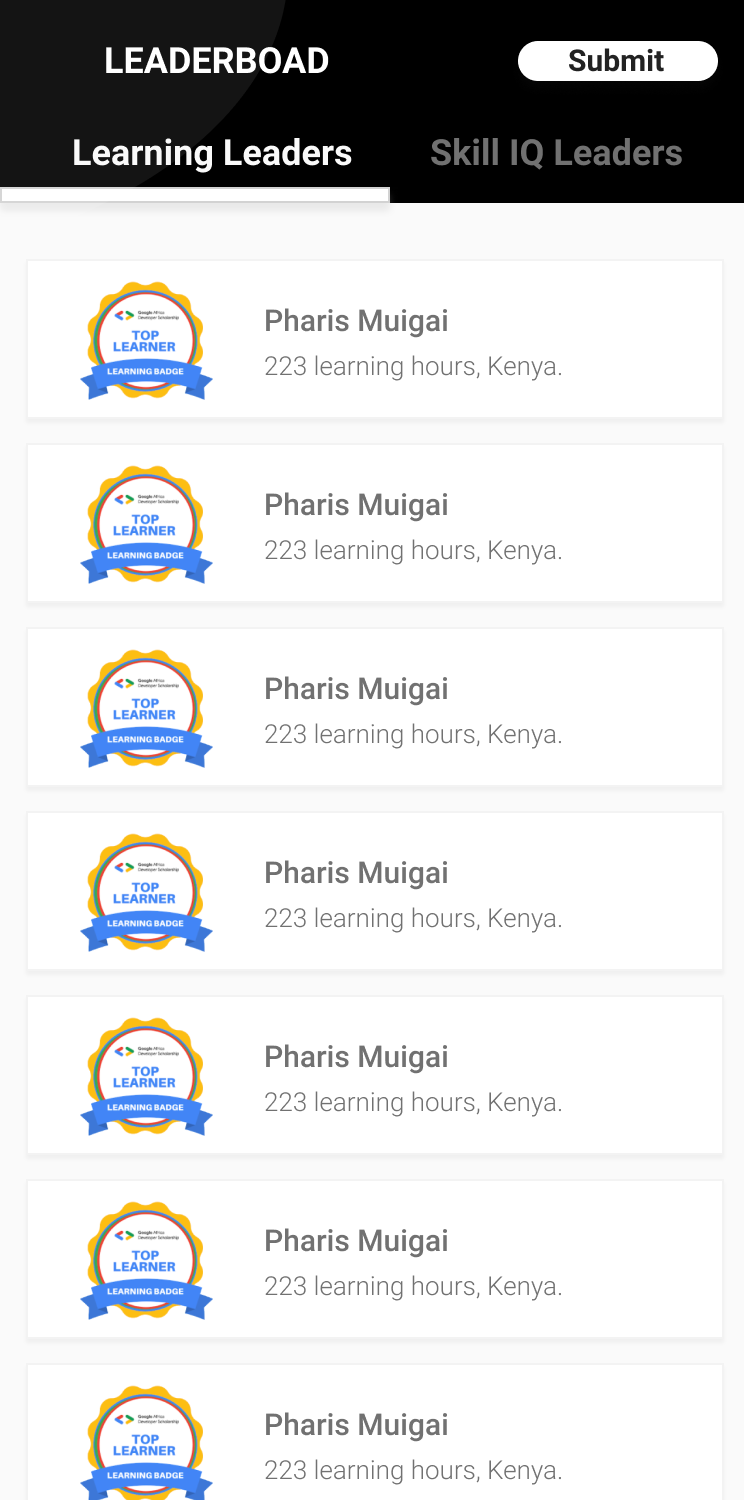 LEADERBOAD
Submit
Learning Leaders
Skill IQ Leaders
Google Africa
Developer Scholarship
TOP
LEARNER
LEARNING BADGE
Pharis Muigai
223 learning hours, Kenya.
Google Africa
Developer Scholarship
TOP
LEARNER
LEARNING BADGE
Pharis Muigai
223 learning hours, Kenya.
Google Africa
Developer Scholarship
TOP
LEARNER
LEARNING BADGE
Pharis Muigai
223 learning hours, Kenya.
Google Africa
Developer Scholarship
TOP
LEARNER
LEARNING BADGE
Pharis Muigai
223 learning hours, Kenya.
Google Africa
Developer Scholarship
TOP
LEARNER
LEARNING BADGE
Pharis Muigai
223 learning hours, Kenya.
Google Africa
Developer Scholarship
TOP
LEARNER
LEARNING BADGE
Pharis Muigai
223 learning hours, Kenya.
Google Africa
Developer Scholarship
TOP
LEARNER
LEARNING BADGE
Pharis Muigai
223 learning hours, Kenya.